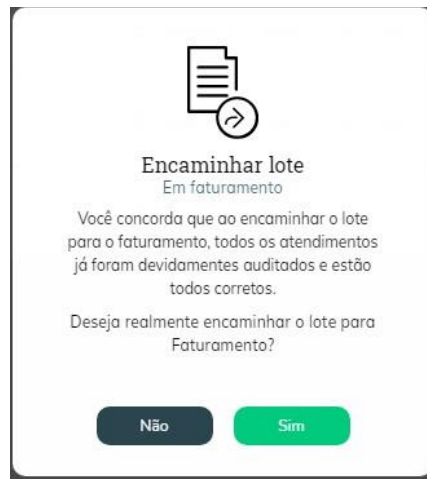 Encaminhar lote
Em faturamento
Você concorda que ao encaminhar o lote
para o faturamento, todos os atendimentos
já foram devidamentes auditados e estão
todos corretos.
Deseja realmente encaminhar o lote para
Faturamento?
Não
Sim